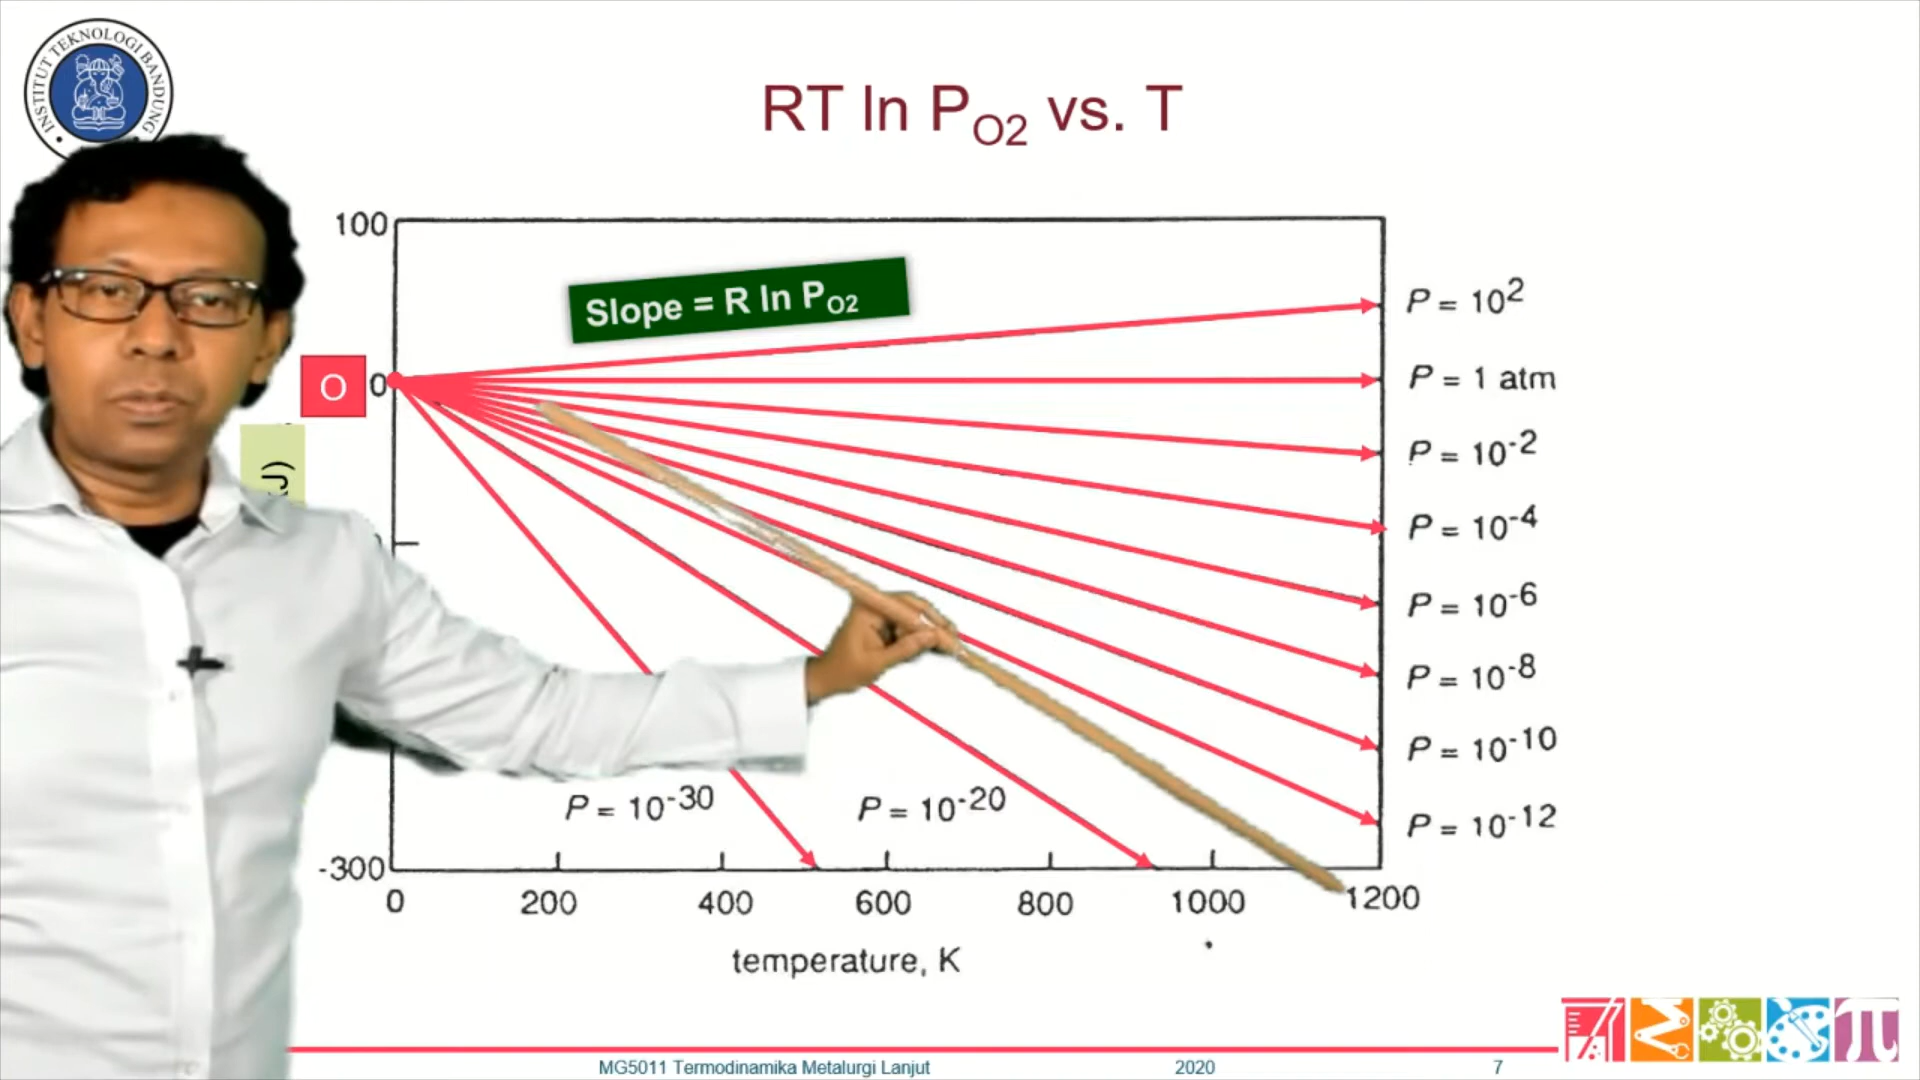 INSTITUT TEKNOLOGI BANDUNG
RT ln P_O2 vs. T
100
Slope = R ln P_O2
P = 10^2
O
0
P = 1 atm
P = 10^-2
P = 10^-4
P = 10^-6
P = 10^-8
P = 10^-10
P = 10^-30
P = 10^-20
P = 10^-12
-300
0 200 400 600 800 1000 1200
temperature, K
π
MG5011 Termodinamika Metalurgi Lanjut
2020
7